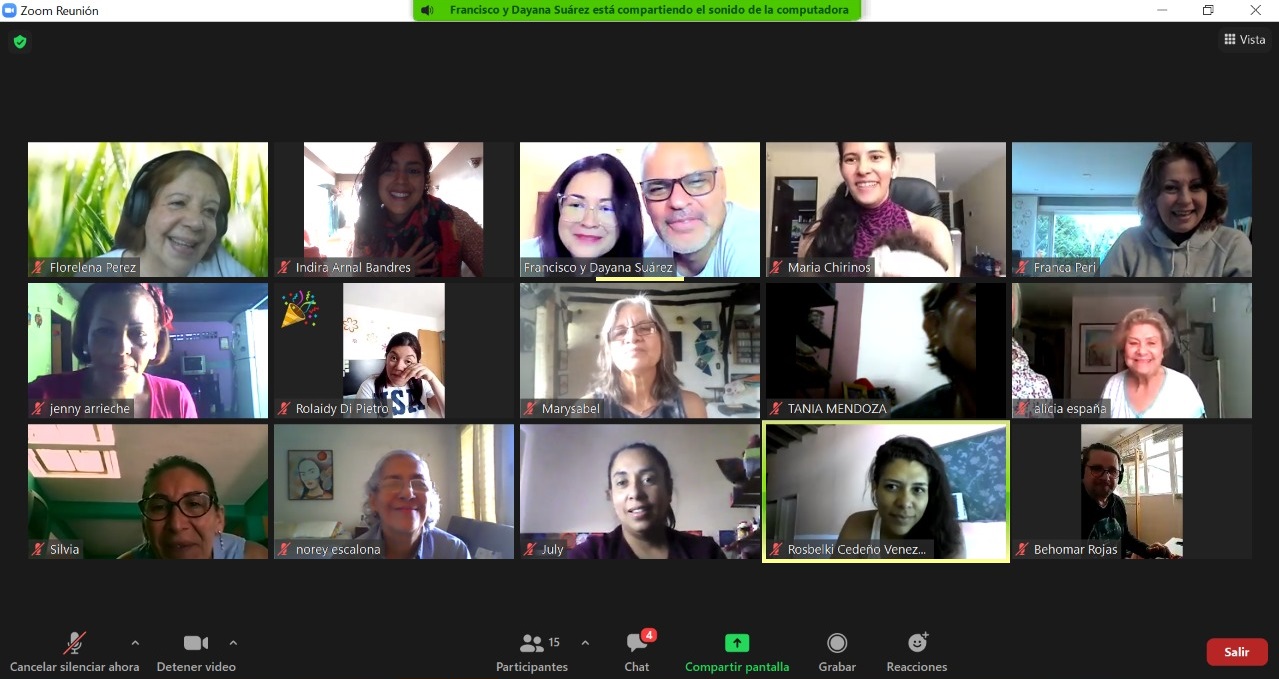 Zoom Reunión
Francisco y Dayana Suárez está compartiendo el sonido de la computadora
Vista
Florelena Perez
Indira Arnal Bandres
Francisco y Dayana Suárez
Maria Chirinos
Franca Peri
jenny arrieche
Rolaidy Di Pietro
USA
Marysabel
TANIA MENDOZA
alicia españa
Silvia
norey escalona
July
Rosbelki Cedeño Venez...
Behomar Rojas
Cancelar silenciar ahora
Detener video
15
Participantes
4
Chat
Compartir pantalla
Grabar
Reacciones
Salir